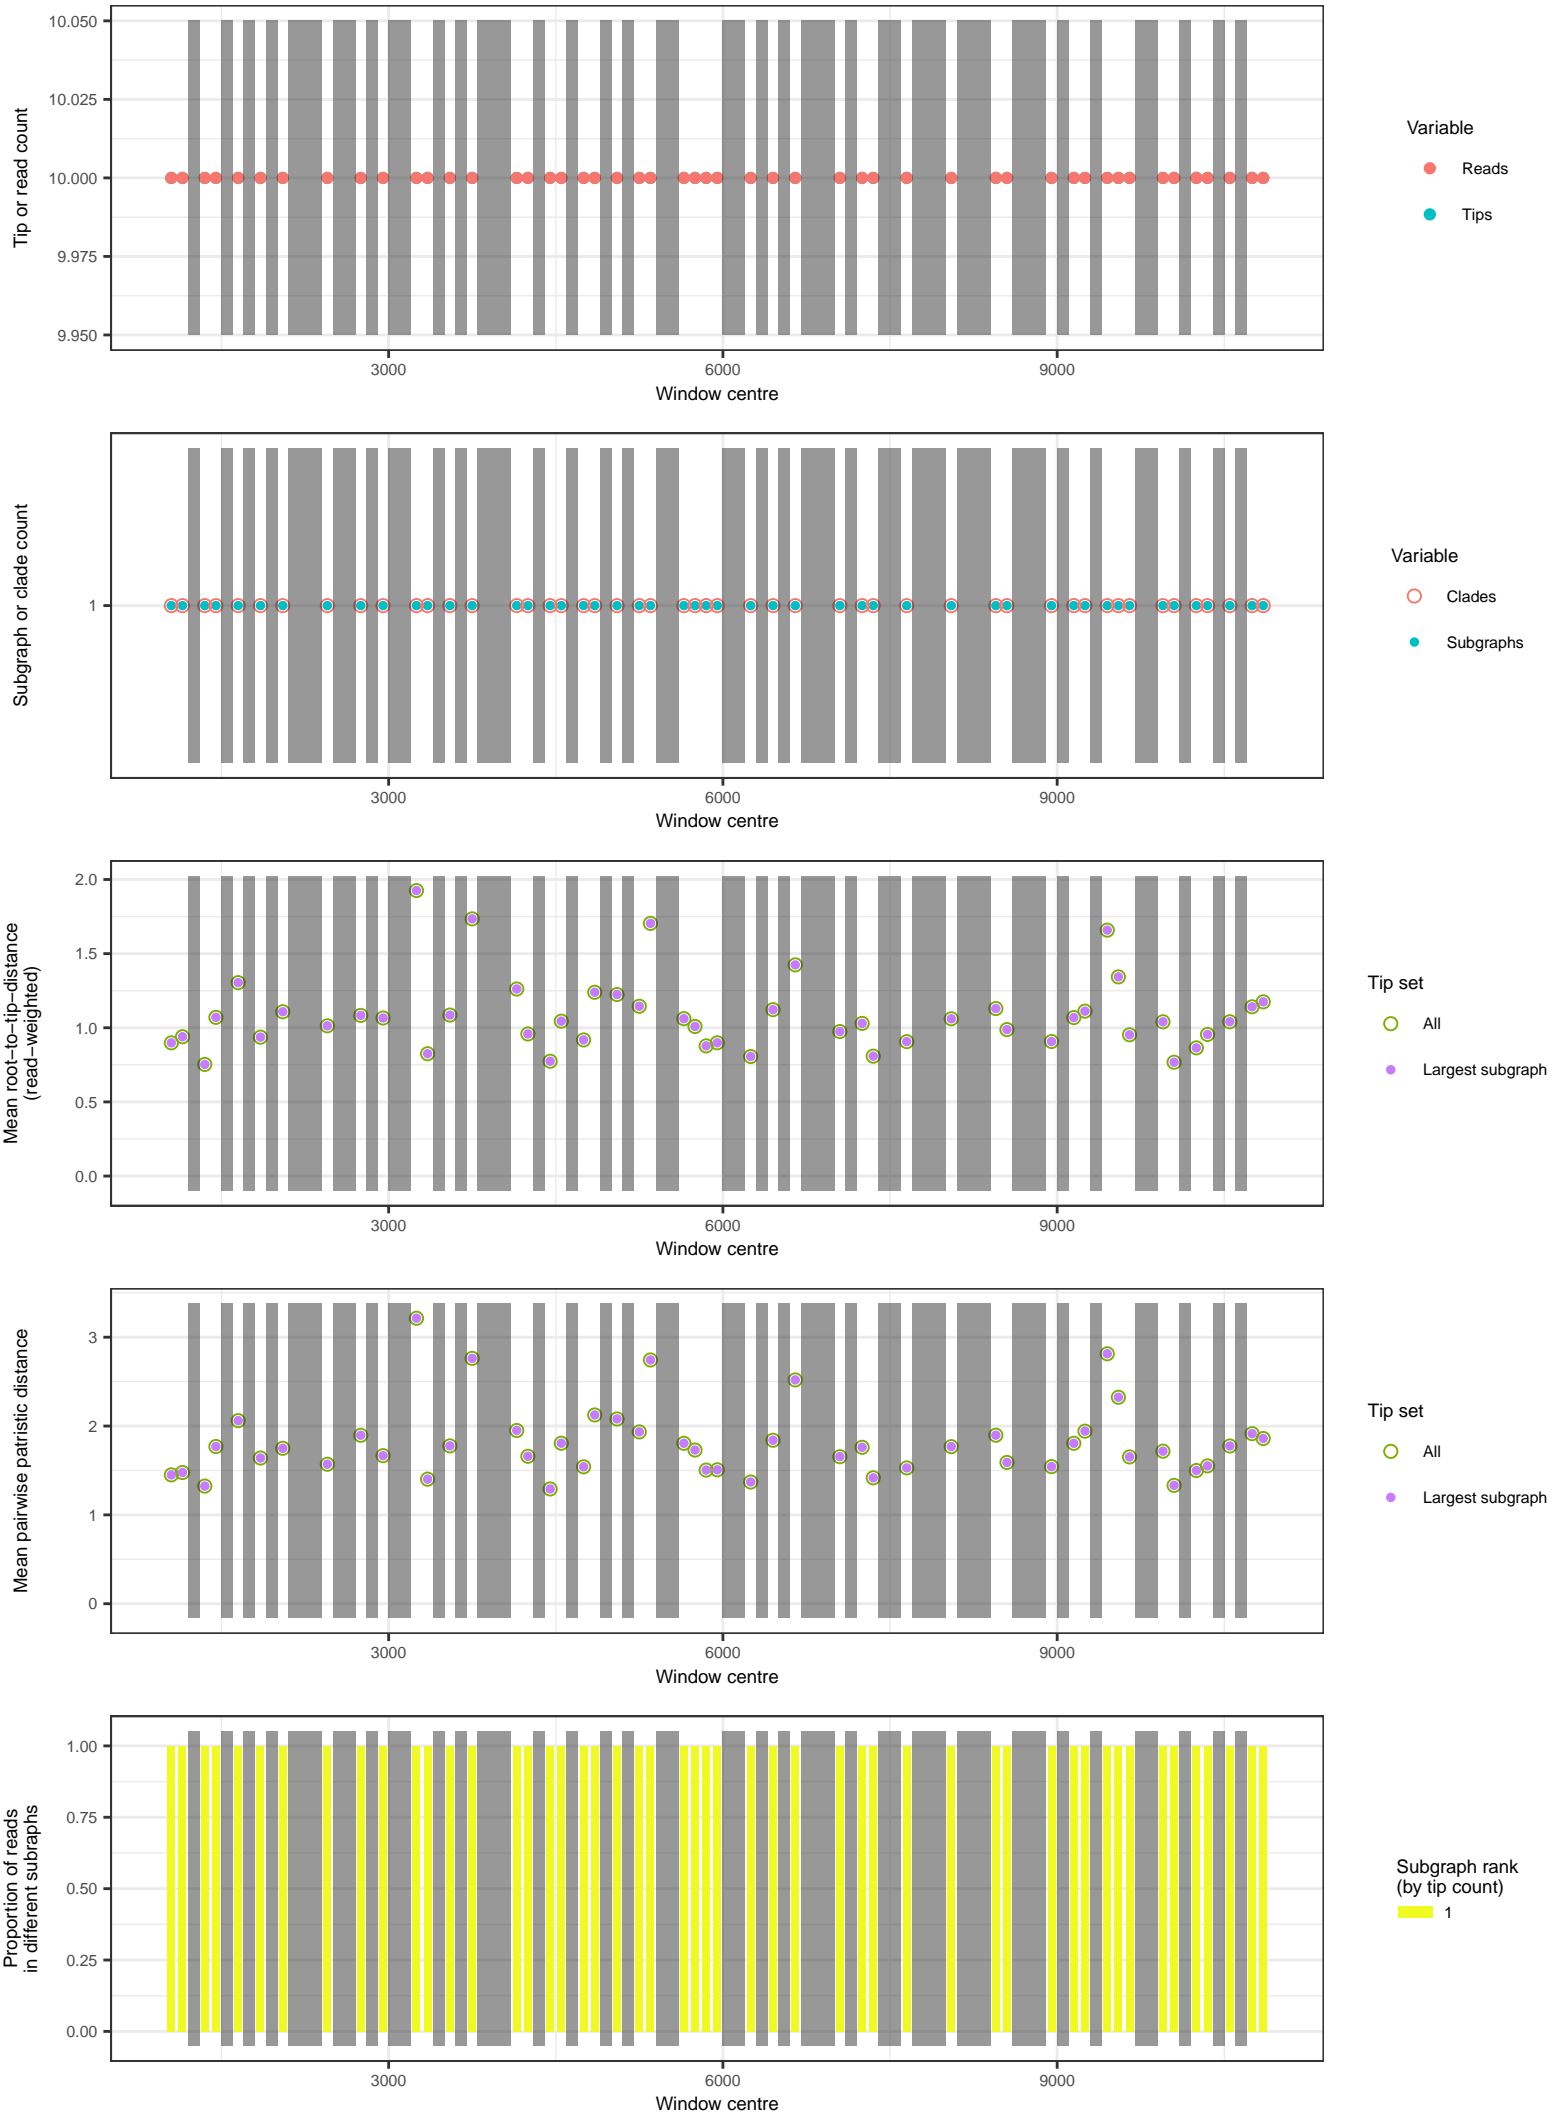 10.050
10.025
10.000
9.975
9.950
Tip or read count
3000
6000
9000
Window centre
Variable
Reads
Tips
1
Subgraph or clade count
3000
6000
9000
Window centre
Variable
Clades
Subgraphs
2.0
1.5
1.0
0.5
0.0
Mean root−to−tip−distance
(read−weighted)
3000
6000
9000
Window centre
Tip set
All
Largest subgraph
3
2
1
0
Mean pairwise patristic distance
3000
6000
9000
Window centre
Tip set
All
Largest subgraph
1.00
0.75
0.50
0.25
0.00
Proportion of reads
in different subraphs
3000
6000
9000
Window centre
Subgraph rank
(by tip count)
1